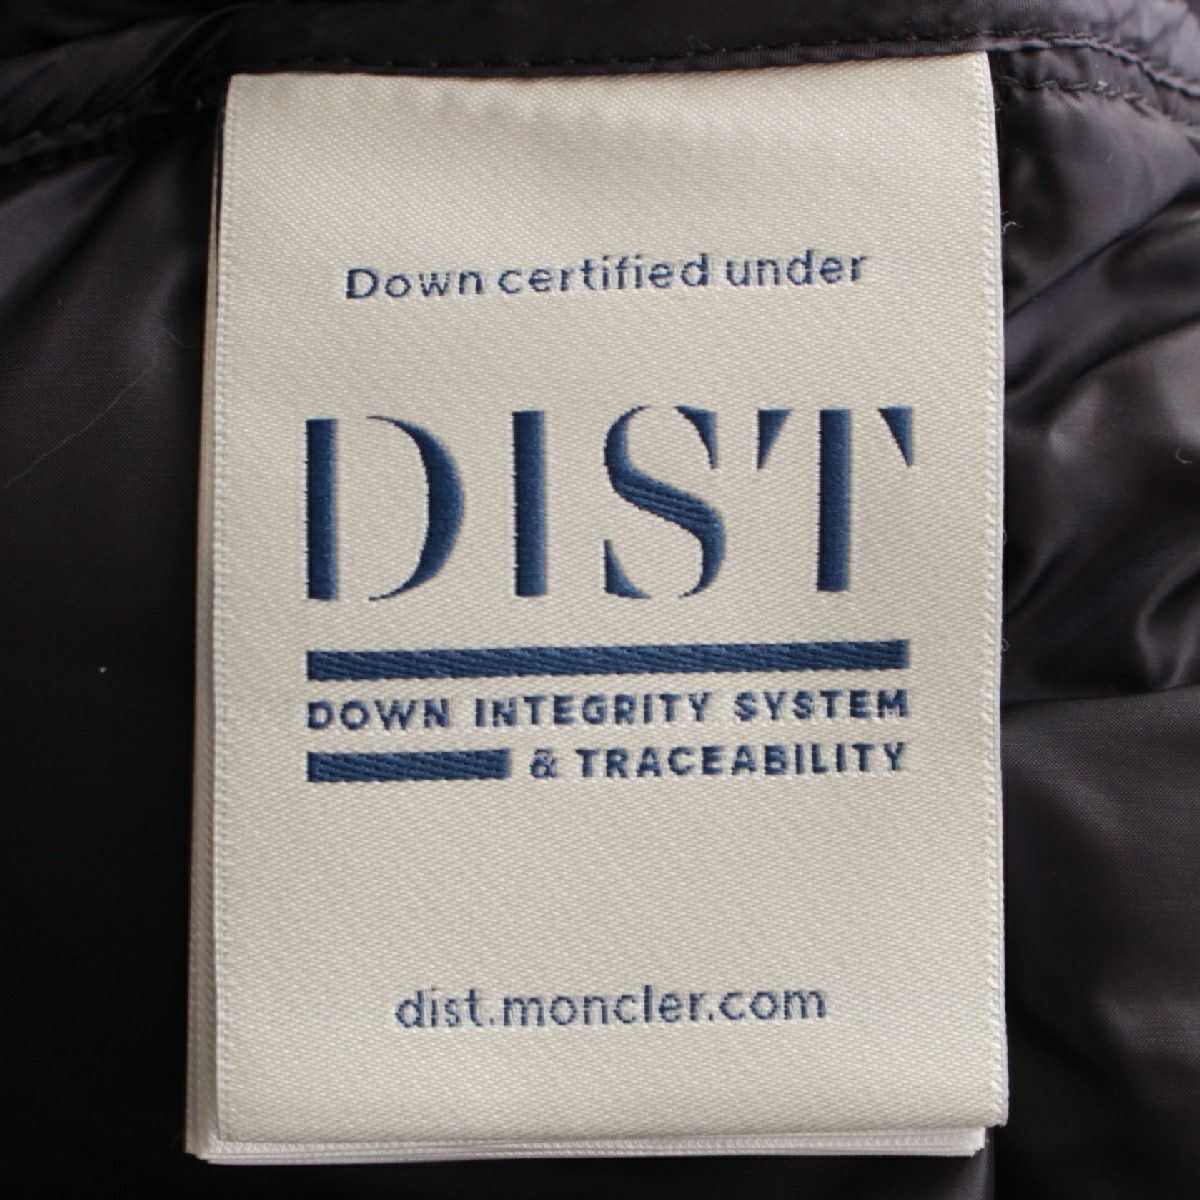 Down certified under
DIST
DOWN INTEGRITY SYSTEM
& TRACEABILITY
dist.moncler.com